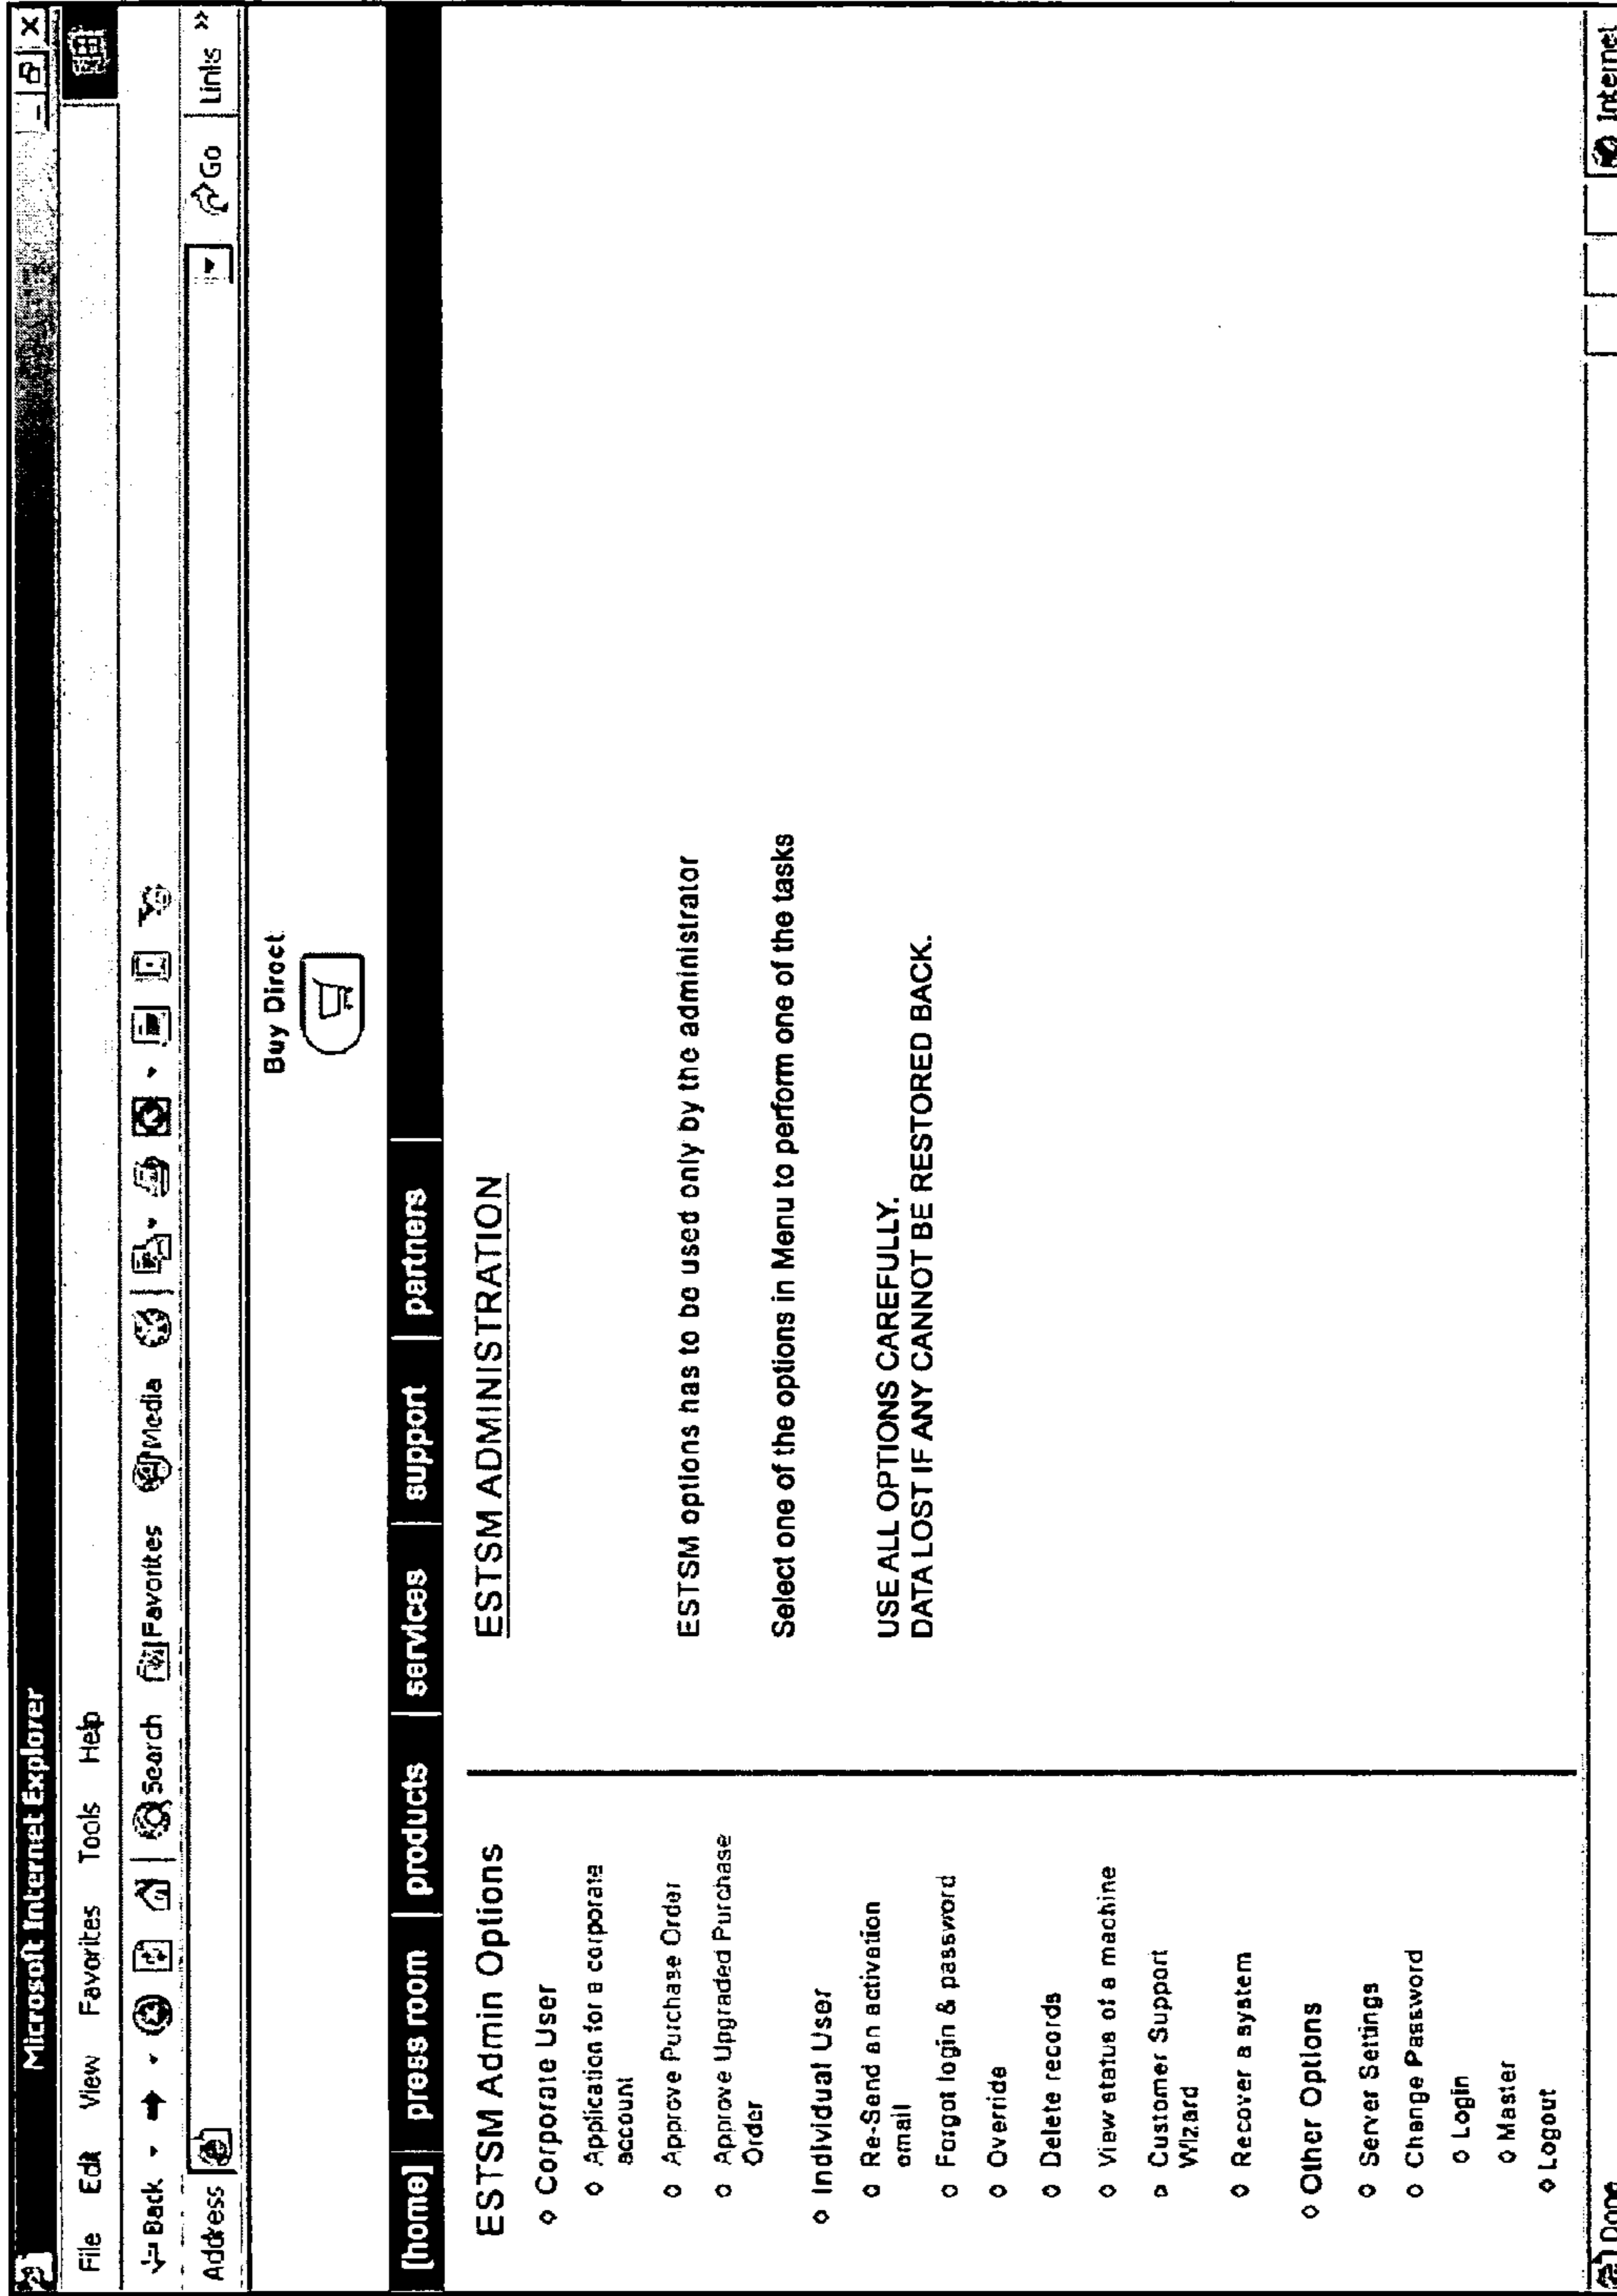 Microsoft Internet Explorer
File Edit View Favorites Tools Help
Back Search Favorites Media
Address Go Links »
Buy Direct
[home] press room products services support partners
ESTSM Admin Options
Corporate User
Application for a corporate
account
Approve Purchase Order
Approve Upgraded Purchase
Order
Individual User
Re-Send an activation
email
Forgot login & password
Override
Delete records
View status of a machine
Customer Support
Wizard
Recover a system
Other Options
Server Settings
Change Password
Login
Master
Logout
ESTSM ADMINISTRATION
ESTSM options has to be used only by the administrator
Select one of the options in Menu to perform one of the tasks
USE ALL OPTIONS CAREFULLY.
DATA LOST IF ANY CANNOT BE RESTORED BACK.
Done Internet